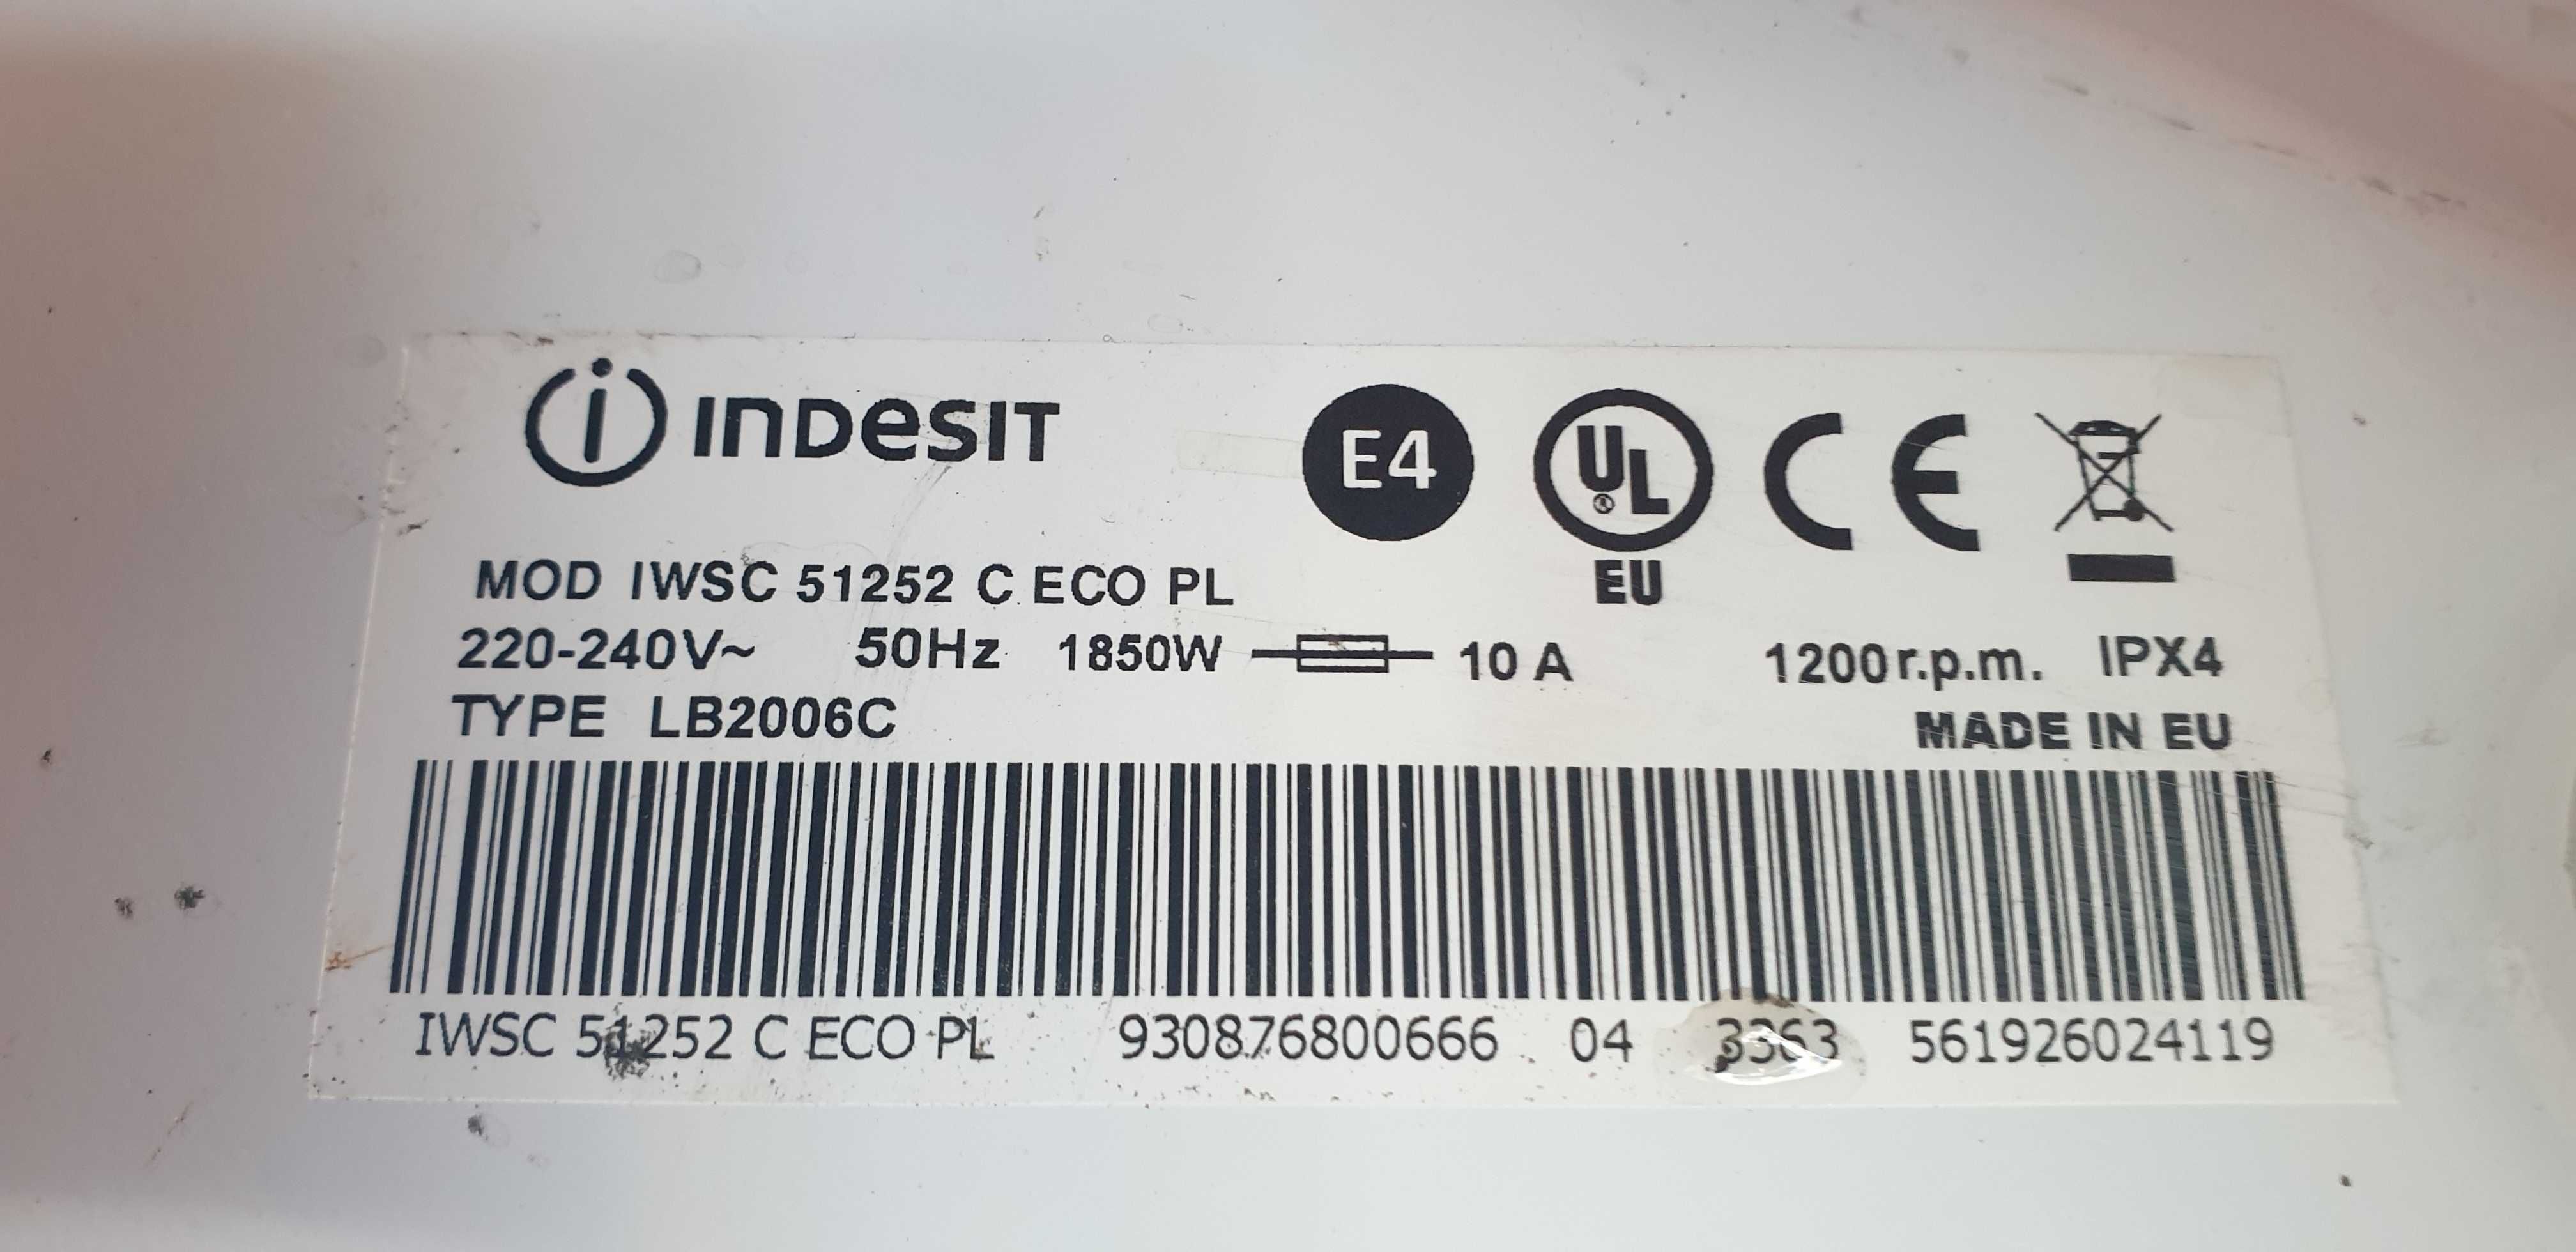 INDESIT E4 UL ® CE
EU
MOD IWSC 51252 C ECO PL
220-240V~ 50Hz 1850W 10 A 1200 r.p.m. IPX4
TYPE LB2006C MADE IN EU
IWSC 51252 C ECO PL 930876800666 04 3363 561926024119